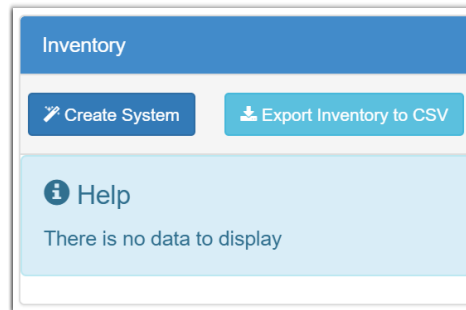 Inventory
Create System
Export Inventory to CSV
Help
There is no data to display